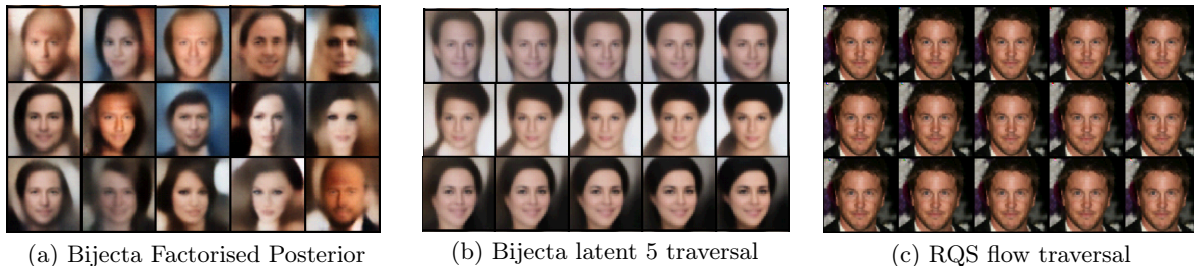 (a) Bijecta Factorised Posterior
(b) Bijecta latent 5 traversal
(c) RQS flow traversal